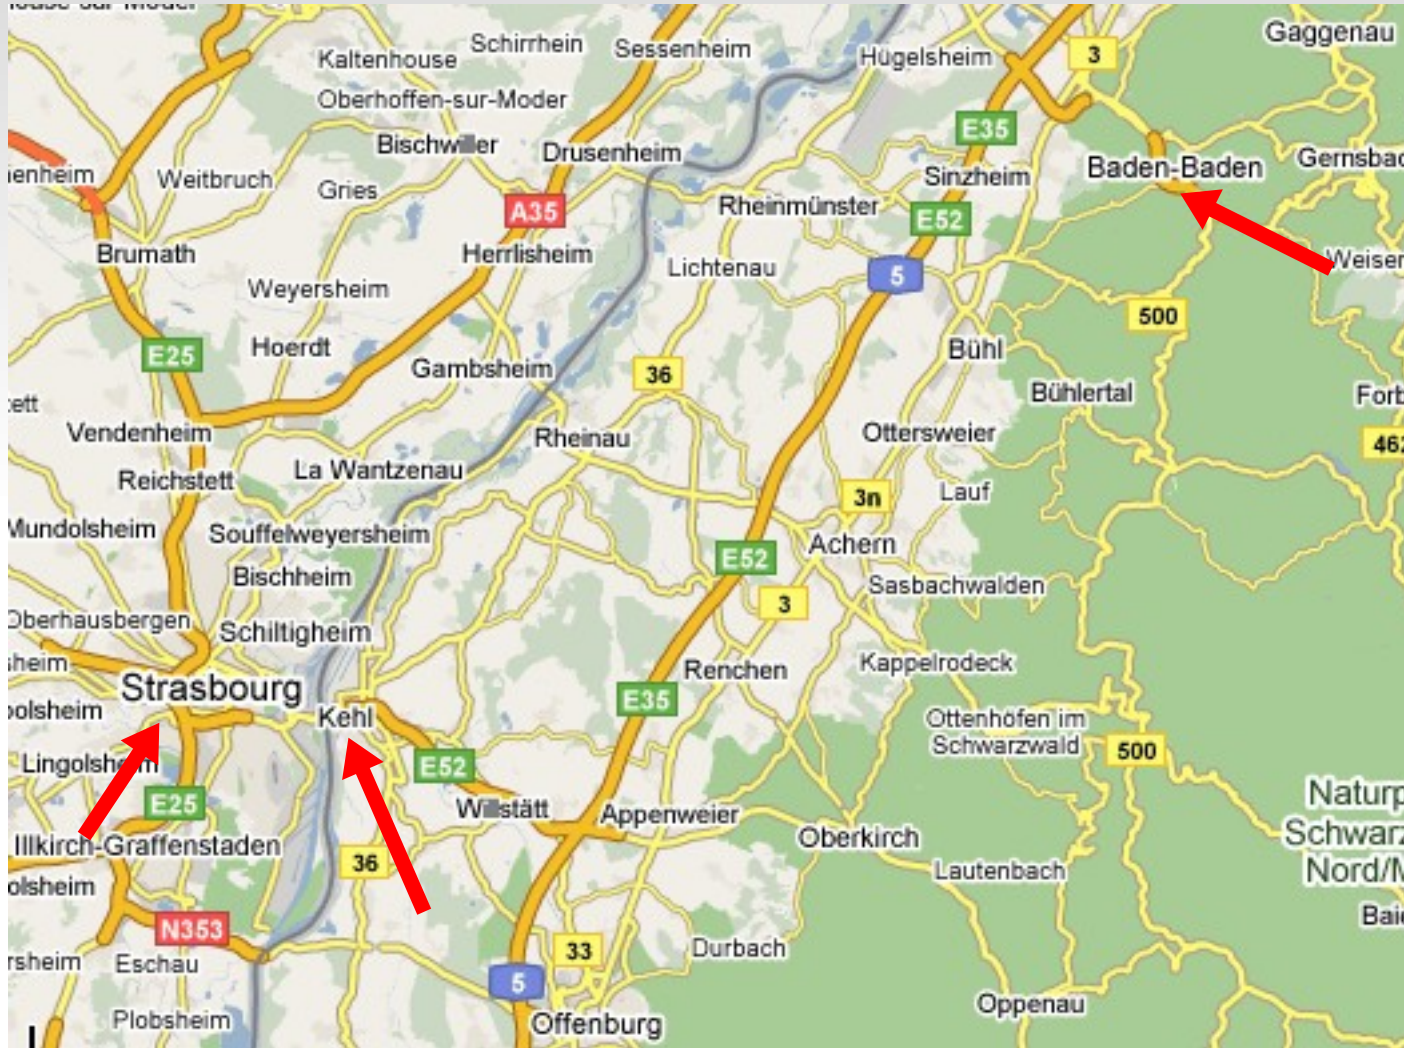 Kaltenhouse
Schirrhein
Sessenheim
Hügelsheim
3
Gaggenau
Oberhoffen-sur-Moder
E35
Bischwiller
Drusenheim
Baden-Baden
Weitbruch
Gries
Sinzheim
A35
Rheinmünster
E52
Brumath
Herrlisheim
Lichtenau
5
Weyersheim
500
E25
Hoerdt
Gambsheim
36
Bühl
Bühlertal
Vendenheim
Rheinau
Ottersweier
462
Reichstett
La Wantzenau
3n
Lauf
Mundolsheim
Souffelweyersheim
E52
Achern
Bischheim
Sasbachwalden
3
Oberhausbergen
Schiltigheim
Renchen
Kappelrodeck
Strasbourg
E35
Kehl
Ottenhöfen im
Schwarzwald
500
Lingolsheim
E52
E25
Willstätt
Appenweier
Naturp
Illkirch-Graffenstaden
Oberkirch
Schwarz
36
Lautenbach
Nord/M
N353
33
Durbach
Eschau
5
Plobsheim
Offenburg
Oppenau